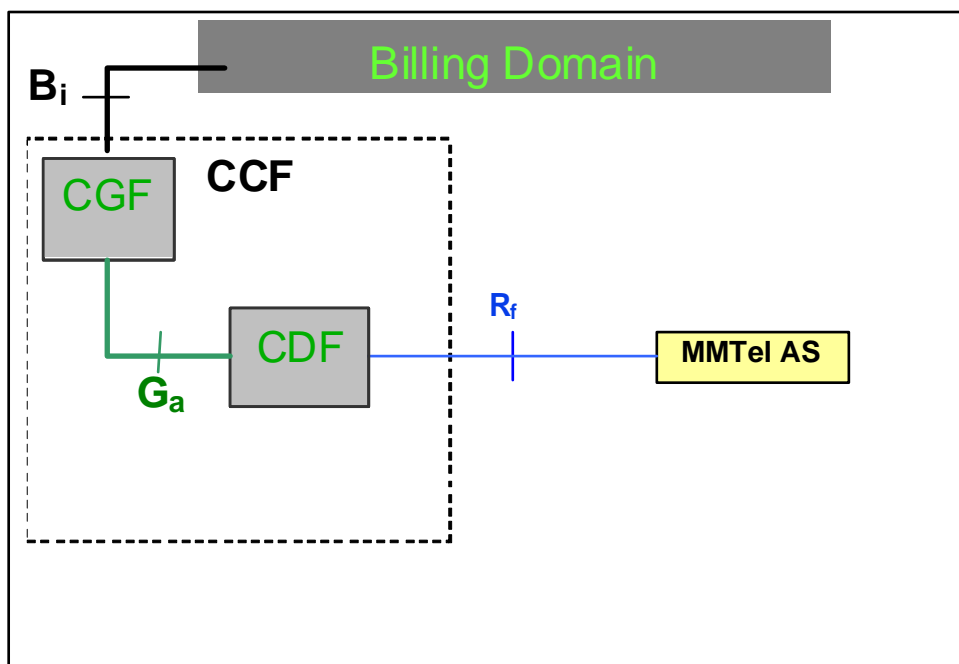 Billing Domain
Bi
CCF
CGF
Rf
CDF
MMTel AS
Ga